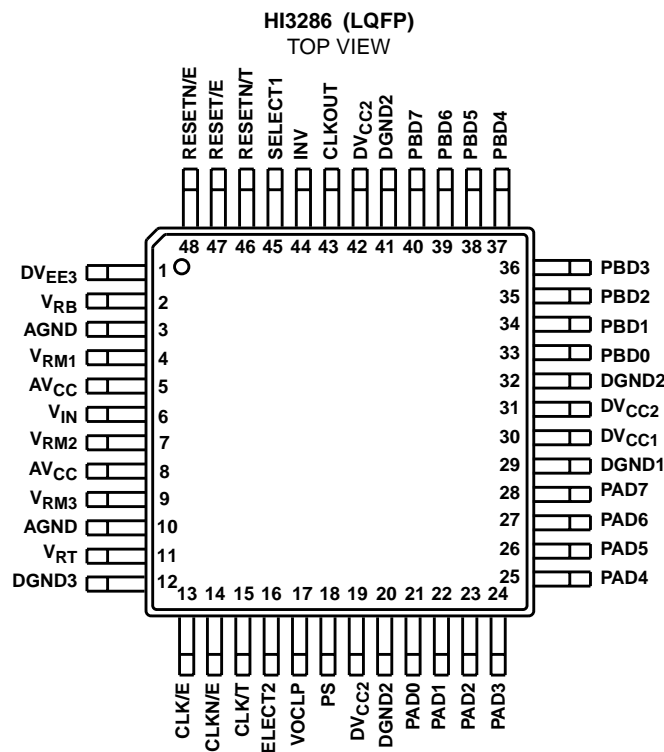 HI3286 (LQFP)
TOP VIEW
RESETN/E
RESET/E
RESETN/T
SELECT1
INV
CLKOUT
DVCC2
DGND2
PBD7
PBD6
PBD5
PBD4
48 47 46 45 44 43 42 41 40 39 38 37
DVEE3 1
VRB 2
AGND 3
VRM1 4
AVCC 5
VIN 6
VRM2 7
AVCC 8
VRM3 9
AGND 10
VRT 11
DGND3 12
36 PBD3
35 PBD2
34 PBD1
33 PBD0
32 DGND2
31 DVCC2
30 DVCC1
29 DGND1
28 PAD7
27 PAD6
26 PAD5
25 PAD4
13 14 15 16 17 18 19 20 21 22 23 24
CLK/E
CLKN/E
CLK/T
ELECT2
VOCLP
PS
DVCC2
DGND2
PAD0
PAD1
PAD2
PAD3